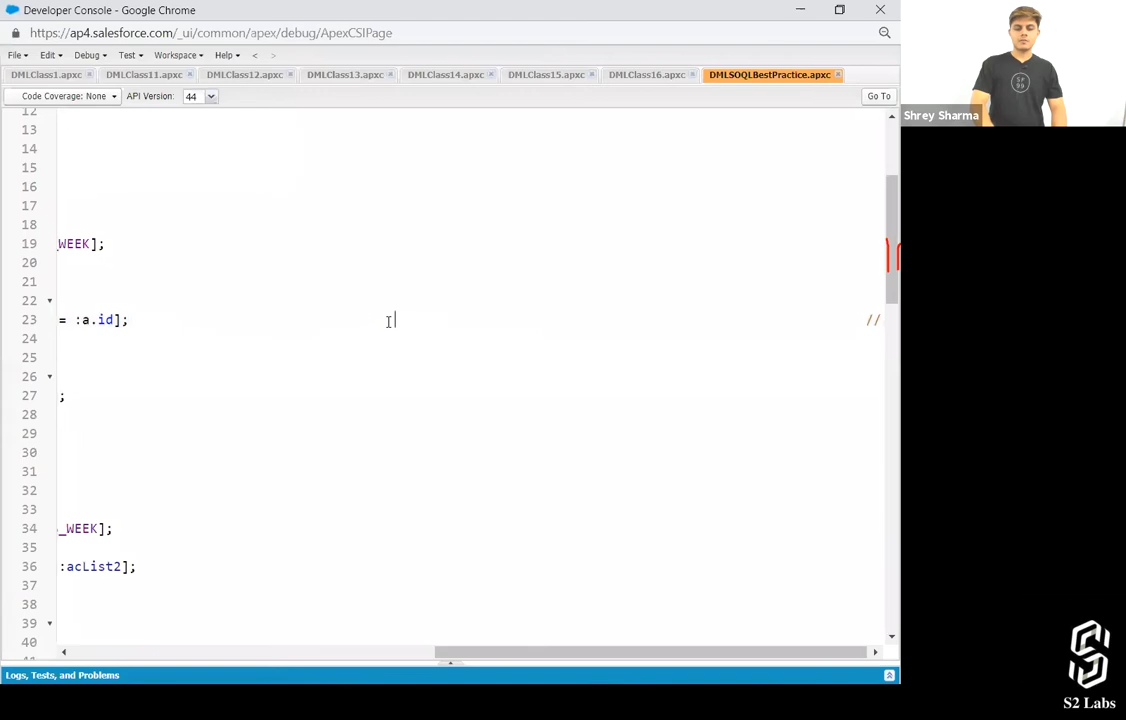 Developer Console - Google Chrome
https://ap4.salesforce.com/_ui/common/apex/debug/ApexCSIPage
File Edit Debug Test Workspace Help < >
DMLClass1.apxc DMLClass11.apxc DMLClass12.apxc DMLClass13.apxc DMLClass14.apxc DMLClass15.apxc DMLClass16.apxc DMLSOQLBestPractice.apxc
Code Coverage: None API Version: 44 Go To
Shrey Sharma
12
13
14
15
16
17
18
19 _WEEK];
20
21
22
23 = :a.id]; //
24
25
26
27 ;
28
29
30
31
32
33
34 _WEEK];
35
36 :acList2];
37
38
39
40
Logs, Tests, and Problems
S2 Labs